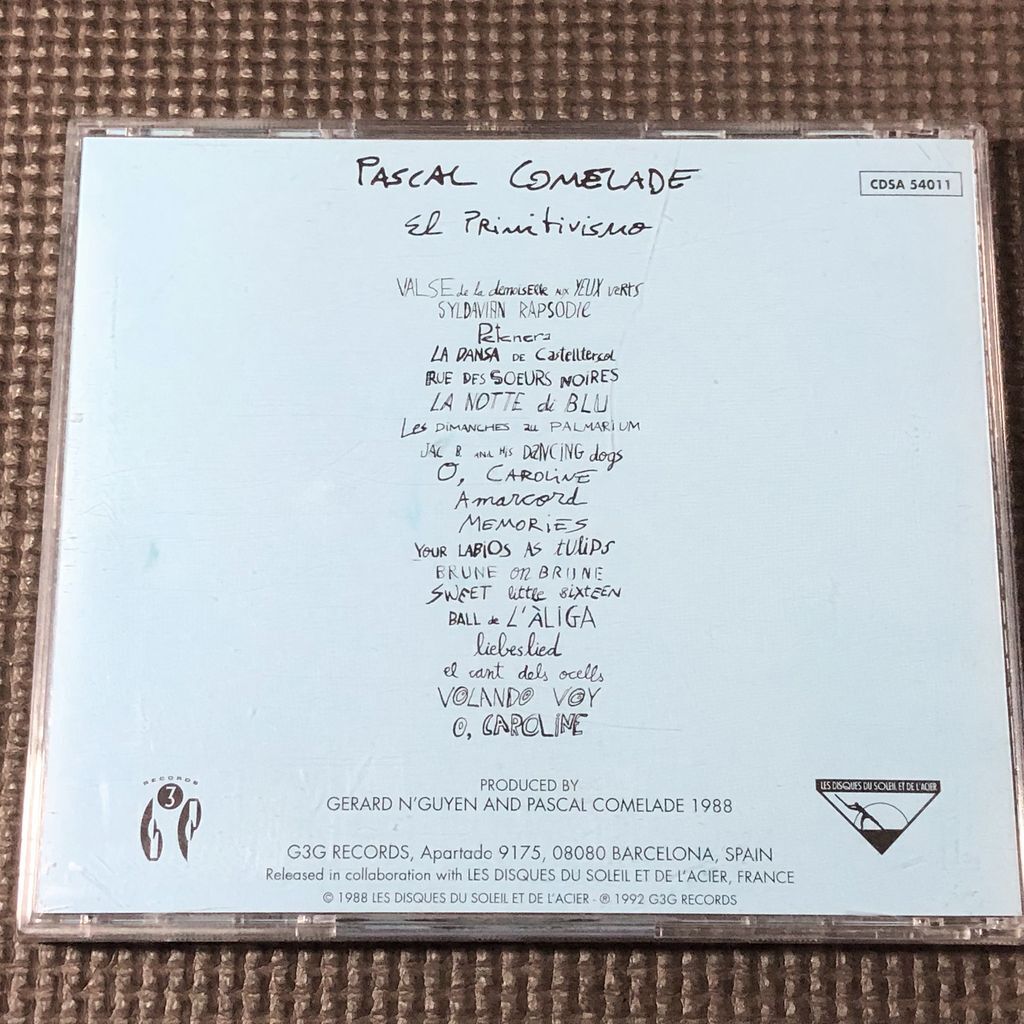 PASCAL COMELADE
CDSA 54011
El PRimitivismo
VALSE de la demoiselle aux YEUX verts
SYLDAVIAN RAPSODIE
Petenera
LA DANSA DE Castelltercol
RUE DES SOEURS NOIRES
LA NOTTE di BLU
Les DIMANCHES au PALMARIUM
JAC B and his DANCING dogs
O, CAROLINE
Amarcord
MEMORIES
YOUR LABIOS AS tULIPS
BRUNE on BRUNE
SWEET little SIXTEEN
BALL de L'ÀLIGA
liebeslied
el cant dels ocells
VOLANDO VOY
O, CAROLINE
RECORDS
3
G G
LES DISQUES DU SOLEIL ET DE L'ACIER
PRODUCED BY
GERARD N'GUYEN AND PASCAL COMELADE 1988
G3G RECORDS, Apartado 9175, 08080 BARCELONA, SPAIN
Released in collaboration with LES DISQUES DU SOLEIL ET DE L'ACIER, FRANCE
© 1988 LES DISQUES DU SOLEIL ET DE L'ACIER - ℗ 1992 G3G RECORDS